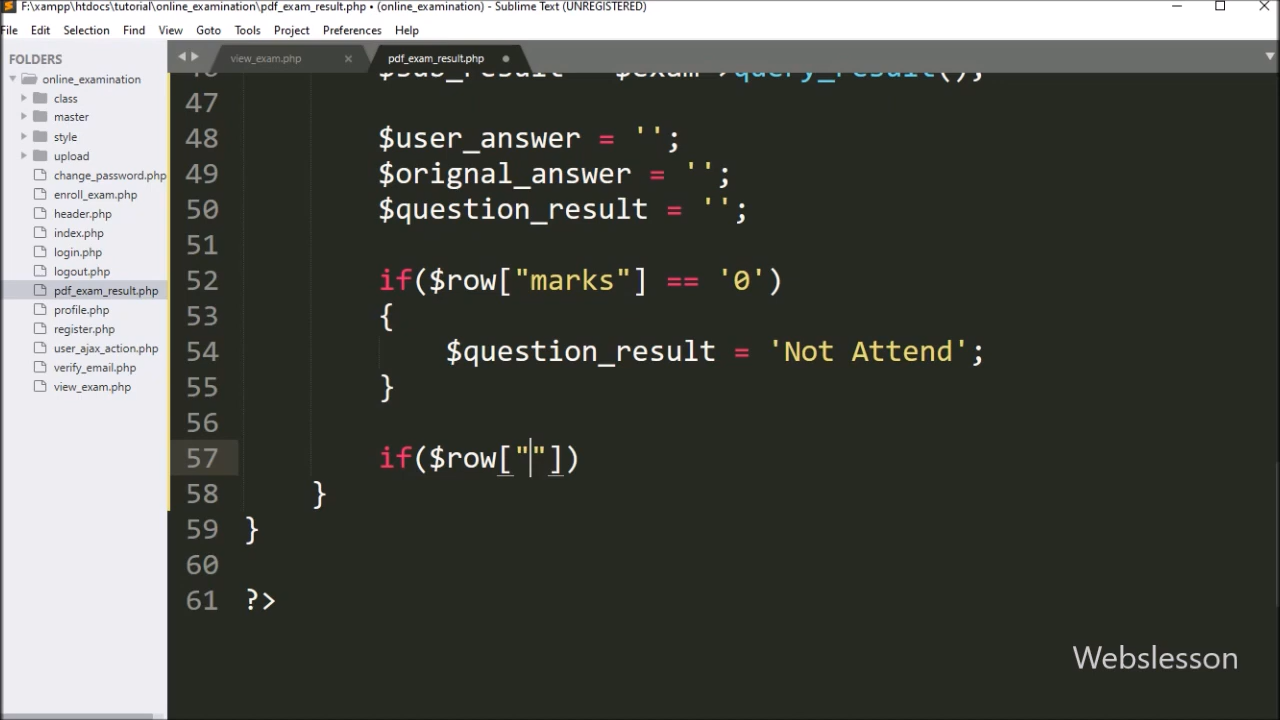 F:\xampp\htdocs\tutorial\online_examination\pdf_exam_result.php • (online_examination) - Sublime Text (UNREGISTERED)
File Edit Selection Find View Goto Tools Project Preferences Help
FOLDERS
online_examination
class
master
style
upload
change_password.php
enroll_exam.php
header.php
index.php
login.php
logout.php
pdf_exam_result.php
profile.php
register.php
user_ajax_action.php
verify_email.php
view_exam.php
view_exam.php × pdf_exam_result.php
46 $sub_result = $exam->query_result();
47
48 $user_answer = '';
49 $orignal_answer = '';
50 $question_result = '';
51
52 if($row["marks"] == '0')
53 {
54 $question_result = 'Not Attend';
55 }
56
57 if($row[""])
58 }
59 }
60
61 ?>
Webslesson